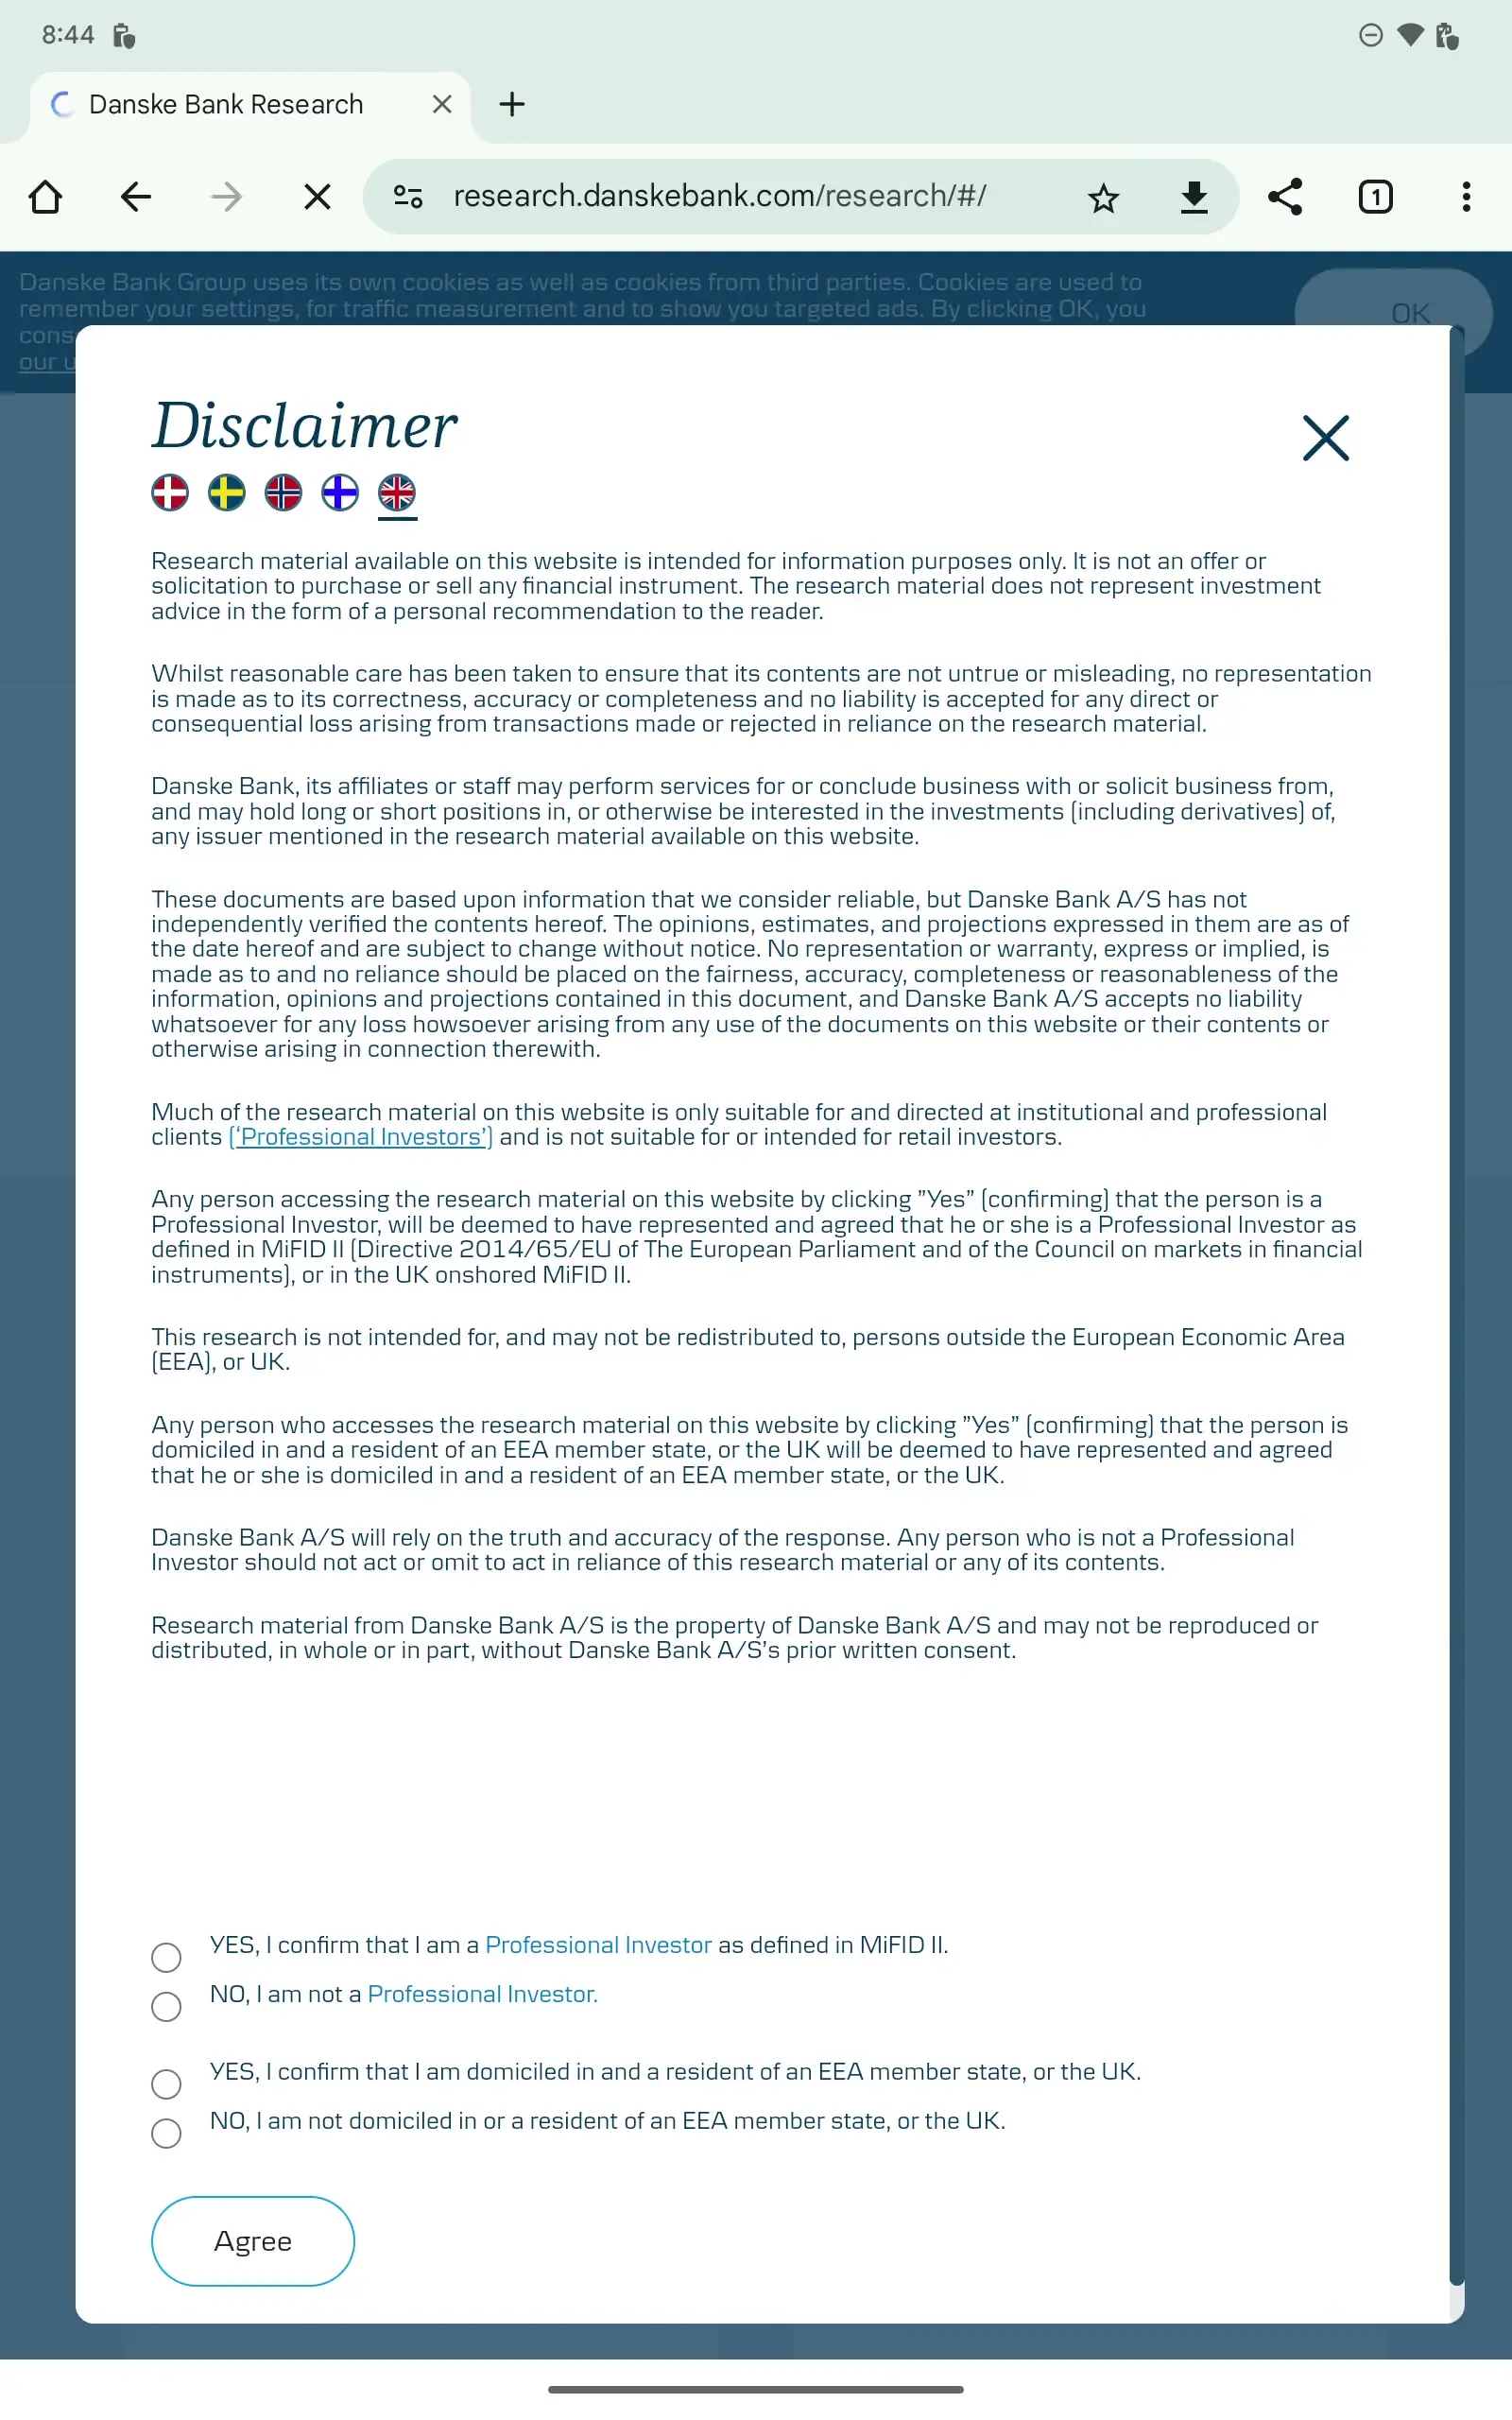 8:44
Danske Bank Research
research.danskebank.com/research/#/
1
Danske Bank Group uses its own cookies as well as cookies from third parties. Cookies are used to
remember your settings, for traffic measurement and to show you targeted ads. By clicking OK, you
OK
our
Disclaimer
Research material available on this website is intended for information purposes only. It is not an offer or
solicitation to purchase or sell any financial instrument. The research material does not represent investment
advice in the form of a personal recommendation to the reader.
Whilst reasonable care has been taken to ensure that its contents are not untrue or misleading, no representation
is made as to its correctness, accuracy or completeness and no liability is accepted for any direct or
consequential loss arising from transactions made or rejected in reliance on the research material.
Danske Bank, its affiliates or staff may perform services for or conclude business with or solicit business from,
and may hold long or short positions in, or otherwise be interested in the investments (including derivatives) of,
any issuer mentioned in the research material available on this website.
These documents are based upon information that we consider reliable, but Danske Bank A/S has not
independently verified the contents hereof. The opinions, estimates, and projections expressed in them are as of
the date hereof and are subject to change without notice. No representation or warranty, express or implied, is
made as to and no reliance should be placed on the fairness, accuracy, completeness or reasonableness of the
information, opinions and projections contained in this document, and Danske Bank A/S accepts no liability
whatsoever for any loss howsoever arising from any use of the documents on this website or their contents or
otherwise arising in connection therewith.
Much of the research material on this website is only suitable for and directed at institutional and professional
clients (‘Professional Investors’) and is not suitable for or intended for retail investors.
Any person accessing the research material on this website by clicking ”Yes” (confirming) that the person is a
Professional Investor, will be deemed to have represented and agreed that he or she is a Professional Investor as
defined in MiFID II (Directive 2014/65/EU of The European Parliament and of the Council on markets in financial
instruments), or in the UK onshored MiFID II.
This research is not intended for, and may not be redistributed to, persons outside the European Economic Area
(EEA), or UK.
Any person who accesses the research material on this website by clicking ”Yes” (confirming) that the person is
domiciled in and a resident of an EEA member state, or the UK will be deemed to have represented and agreed
that he or she is domiciled in and a resident of an EEA member state, or the UK.
Danske Bank A/S will rely on the truth and accuracy of the response. Any person who is not a Professional
Investor should not act or omit to act in reliance of this research material or any of its contents.
Research material from Danske Bank A/S is the property of Danske Bank A/S and may not be reproduced or
distributed, in whole or in part, without Danske Bank A/S’s prior written consent.
YES, I confirm that I am a Professional Investor as defined in MiFID II.
NO, I am not a Professional Investor.
YES, I confirm that I am domiciled in and a resident of an EEA member state, or the UK.
NO, I am not domiciled in or a resident of an EEA member state, or the UK.
Agree